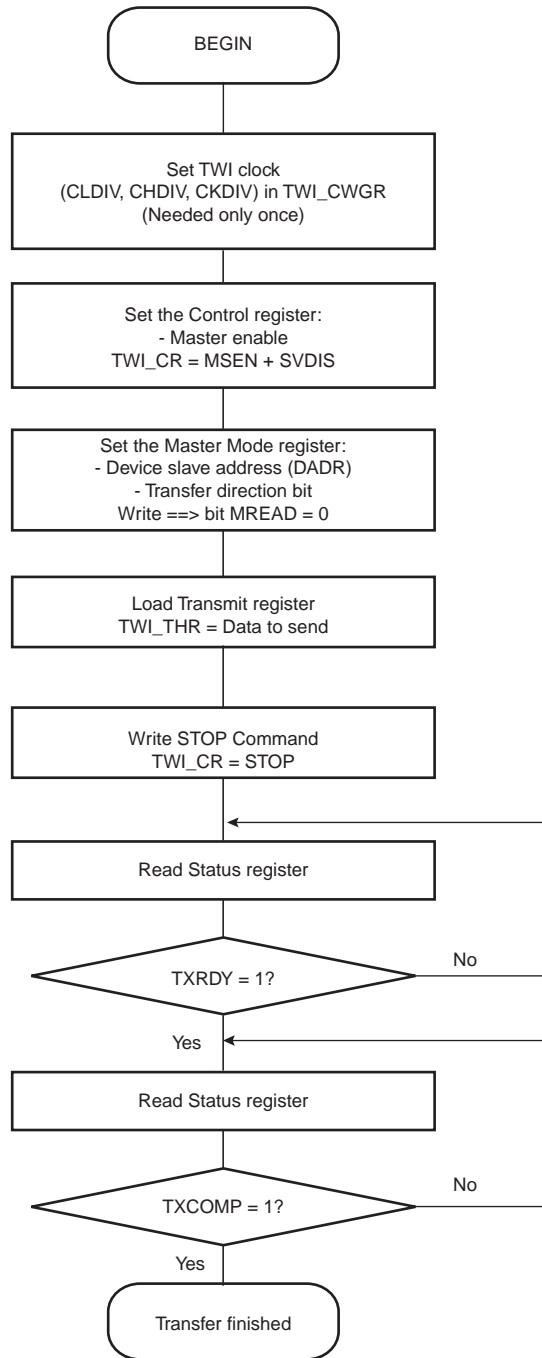 BEGIN
Set TWI clock
(CLDIV, CHDIV, CKDIV) in TWI_CWGR
(Needed only once)
Set the Control register:
- Master enable
TWI_CR = MSEN + SVDIS
Set the Master Mode register:
- Device slave address (DADR)
- Transfer direction bit
Write ==> bit MREAD = 0
Load Transmit register
TWI_THR = Data to send
Write STOP Command
TWI_CR = STOP
Read Status register
TXRDY = 1?
No
Yes
Read Status register
TXCOMP = 1?
No
Yes
Transfer finished